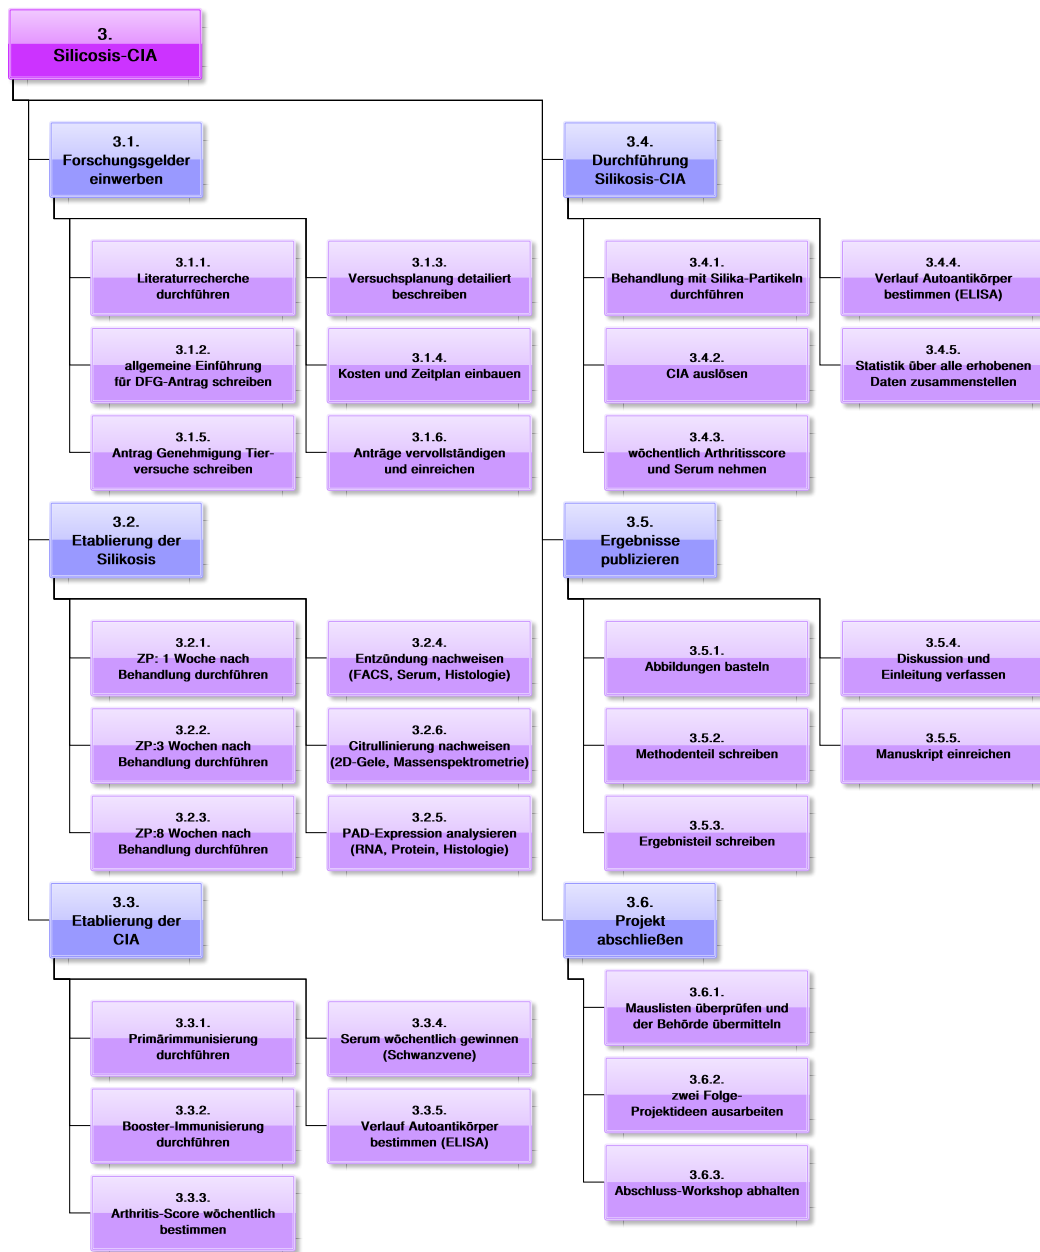 3.
Silicosis-CIA
3.1.
Forschungsgelder
einwerben
3.1.1.
Literaturrecherche
durchführen
3.1.2.
allgemeine Einführung
für DFG-Antrag schreiben
3.1.5.
Antrag Genehmigung Tier-
versuche schreiben
3.1.3.
Versuchsplanung detailiert
beschreiben
3.1.4.
Kosten und Zeitplan einbauen
3.1.6.
Anträge vervollständigen
und einreichen
3.2.
Etablierung der
Silikosis
3.2.1.
ZP: 1 Woche nach
Behandlung durchführen
3.2.2.
ZP:3 Wochen nach
Behandlung durchführen
3.2.3.
ZP:8 Wochen nach
Behandlung durchführen
3.2.4.
Entzündung nachweisen
(FACS, Serum, Histologie)
3.2.6.
Citrullinierung nachweisen
(2D-Gele, Massenspektrometrie)
3.2.5.
PAD-Expression analysieren
(RNA, Protein, Histologie)
3.3.
Etablierung der
CIA
3.3.1.
Primärimmunisierung
durchführen
3.3.2.
Booster-Immunisierung
durchführen
3.3.3.
Arthritis-Score wöchentlich
bestimmen
3.3.4.
Serum wöchentlich gewinnen
(Schwanzvene)
3.3.5.
Verlauf Autoantikörper
bestimmen (ELISA)
3.4.
Durchführung
Silikosis-CIA
3.4.1.
Behandlung mit Silika-Partikeln
durchführen
3.4.2.
CIA auslösen
3.4.3.
wöchentlich Arthritisscore
und Serum nehmen
3.4.4.
Verlauf Autoantikörper
bestimmen (ELISA)
3.4.5.
Statistik über alle erhobenen
Daten zusammenstellen
3.5.
Ergebnisse
publizieren
3.5.1.
Abbildungen basteln
3.5.2.
Methodenteil schreiben
3.5.3.
Ergebnisteil schreiben
3.5.4.
Diskussion und
Einleitung verfassen
3.5.5.
Manuskript einreichen
3.6.
Projekt
abschließen
3.6.1.
Mauslisten überprüfen und
der Behörde übermitteln
3.6.2.
zwei Folge-
Projektideen ausarbeiten
3.6.3.
Abschluss-Workshop abhalten